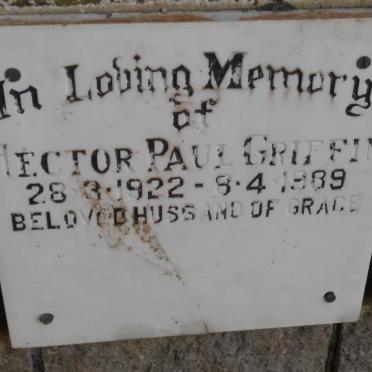 In Loving Memory
of
HECTOR PAUL GRIFFIN
28·3·1922 - 8·4·1989
BELOVED HUSBAND OF GRACE